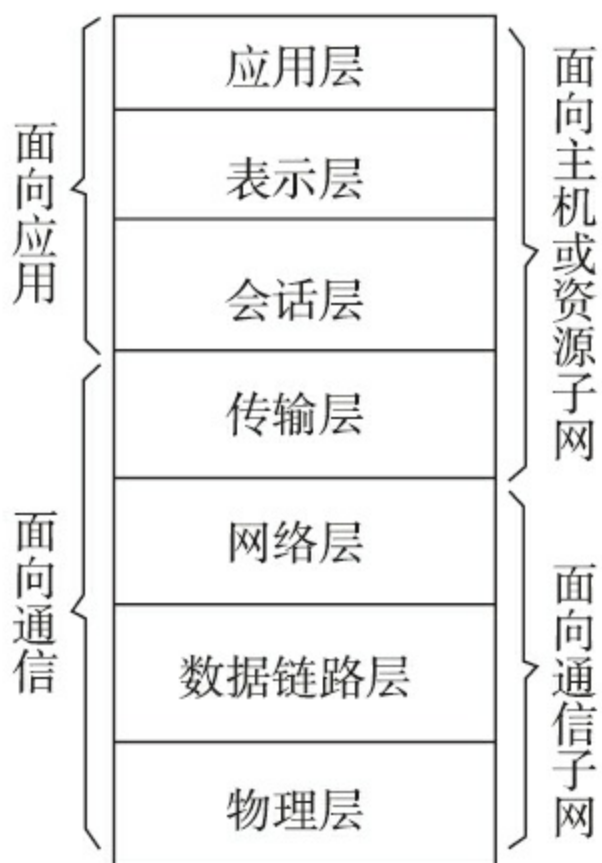 应用层
表示层
会话层
传输层
网络层
数据链路层
物理层
面向应用
面向通信
面向主机或资源子网
面向通信子网